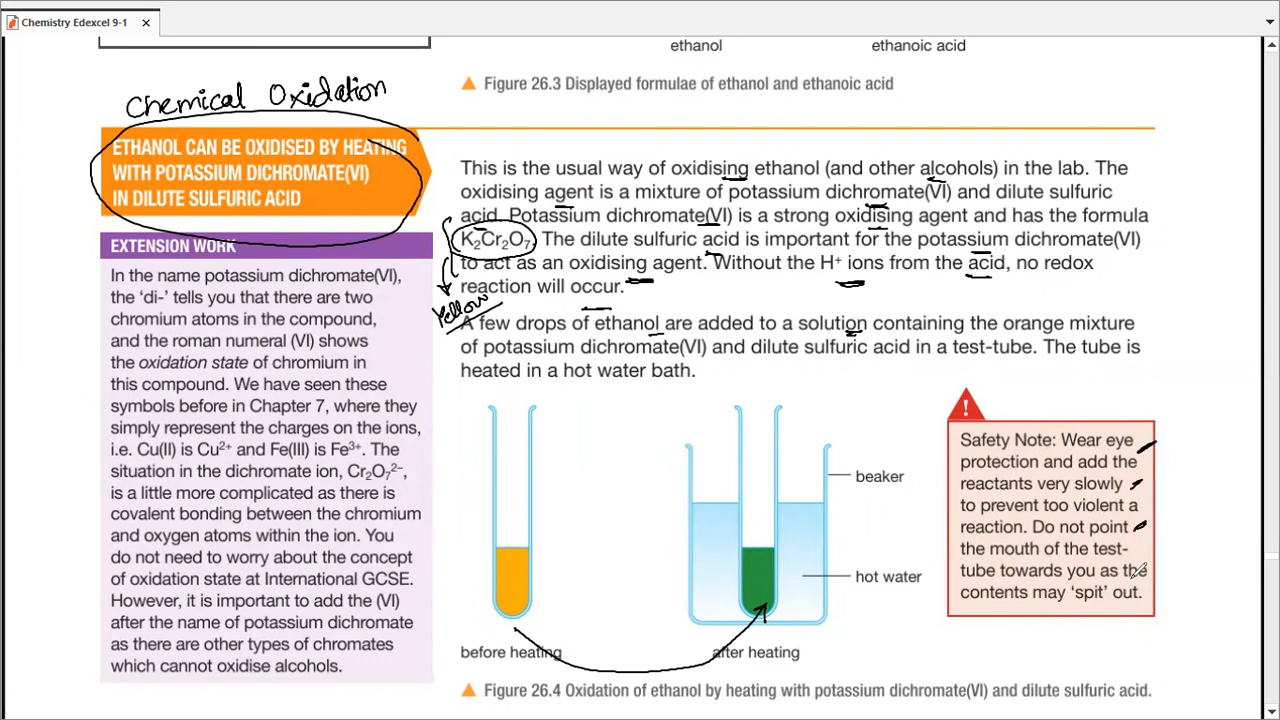 Chemistry Edexcel 9-1
ethanol
ethanoic acid
Figure 26.3 Displayed formulae of ethanol and ethanoic acid
Chemical Oxidation
ETHANOL CAN BE OXIDISED BY HEATING
WITH POTASSIUM DICHROMATE(VI)
IN DILUTE SULFURIC ACID
EXTENSION WORK
In the name potassium dichromate(VI),
the ‘di-’ tells you that there are two
chromium atoms in the compound,
and the roman numeral (VI) shows
the oxidation state of chromium in
this compound. We have seen these
symbols before in Chapter 7, where they
simply represent the charges on the ions,
i.e. Cu(II) is Cu²⁺ and Fe(III) is Fe³⁺. The
situation in the dichromate ion, Cr₂O₇²⁻,
is a little more complicated as there is
covalent bonding between the chromium
and oxygen atoms within the ion. You
do not need to worry about the concept
of oxidation state at International GCSE.
However, it is important to add the (VI)
after the name of potassium dichromate
as there are other types of chromates
which cannot oxidise alcohols.
This is the usual way of oxidising ethanol (and other alcohols) in the lab. The
oxidising agent is a mixture of potassium dichromate(VI) and dilute sulfuric
acid. Potassium dichromate(VI) is a strong oxidising agent and has the formula
K₂Cr₂O₇. The dilute sulfuric acid is important for the potassium dichromate(VI)
to act as an oxidising agent. Without the H⁺ ions from the acid, no redox
reaction will occur.
Yellow
A few drops of ethanol are added to a solution containing the orange mixture
of potassium dichromate(VI) and dilute sulfuric acid in a test-tube. The tube is
heated in a hot water bath.
beaker
hot water
before heating
after heating
Figure 26.4 Oxidation of ethanol by heating with potassium dichromate(VI) and dilute sulfuric acid.
!
Safety Note: Wear eye
protection and add the
reactants very slowly
to prevent too violent a
reaction. Do not point
the mouth of the test-
tube towards you as the
contents may ‘spit’ out.